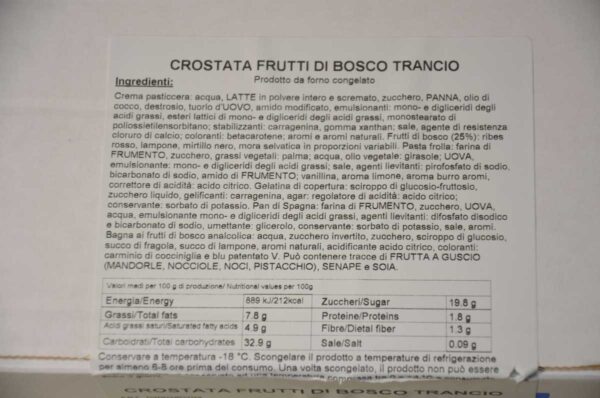 CROSTATA FRUTTI DI BOSCO TRANCIO
Prodotto da forno congelato
Ingredienti:
Crema pasticcera: acqua, LATTE in polvere intero e scremato, zucchero, PANNA, olio di
cocco, destrosio, tuorlo d'UOVO, amido modificato, emulsionanti: mono- e digliceridi degli
acidi grassi, esteri lattici di mono- e digliceridi degli acidi grassi, monostearato di
poliossietilensorbitano; stabilizzanti: carragenina, gomma xanthan; sale, agente di resistenza
cloruro di calcio; coloranti: betacarotene; aromi e aromi naturali. Frutti di bosco (25%): ribes
rosso, lampone, mirtillo nero, mora selvatica in proporzioni variabili. Pasta frolla: farina di
FRUMENTO, zucchero, grassi vegetali: palma; acqua, olio vegetale: girasole; UOVA,
emulsionante: mono- e digliceridi degli acidi grassi; sale, agenti lievitanti: pirofosfato di sodio,
bicarbonato di sodio, amido di FRUMENTO; vanillina, aroma limone, aroma burro aromi,
correttore di acidità: acido citrico. Gelatina di copertura: sciroppo di glucosio-fruttosio,
zucchero liquido, gelificanti: carragenina, agar; regolatore di acidità: acido citrico;
conservante: sorbato di potassio. Pan di Spagna: farina di FRUMENTO, zucchero, UOVA,
acqua, emulsionante mono- e digliceridi degli acidi grassi, agenti lievitanti: difosfato disodico
e bicarbonato di sodio, umettante: glicerolo, conservante: sorbato di potassio, sale, aromi.
Bagna ai frutti di bosco analcolica: acqua, zucchero invertito, zucchero, sciroppo di glucosio,
succo di fragola, succo di lampone, aromi naturali, acidificante acido citrico, coloranti:
carminio di cocciniglia e blu patentato V. Può contenere tracce di FRUTTA A GUSCIO
(MANDORLE, NOCCIOLE, NOCI, PISTACCHIO), SENAPE e SOIA.
Valori medi per 100 g di produzione/ Nutritional values per 100g
Energia/Energy 889 kJ/212kcal Zuccheri/Sugar 19.8 g
Grassi/Total fats 7.8 g Proteine/Proteins 1.8 g
Acidi grassi saturi/Saturated fatty acids 4.9 g Fibre/Dietal fiber 1.3 g
Carboidrati/Total carbohydrates 32.9 g Sale/Salt 0.09 g
Conservare a temperatura -18 °C. Scongelare il prodotto a temperature di refrigerazione
per almeno 6-8 ore prima del consumo. Una volta scongelato, il prodotto non può essere
CROSTATA FRUTTI DI BOSCO TRANCIO